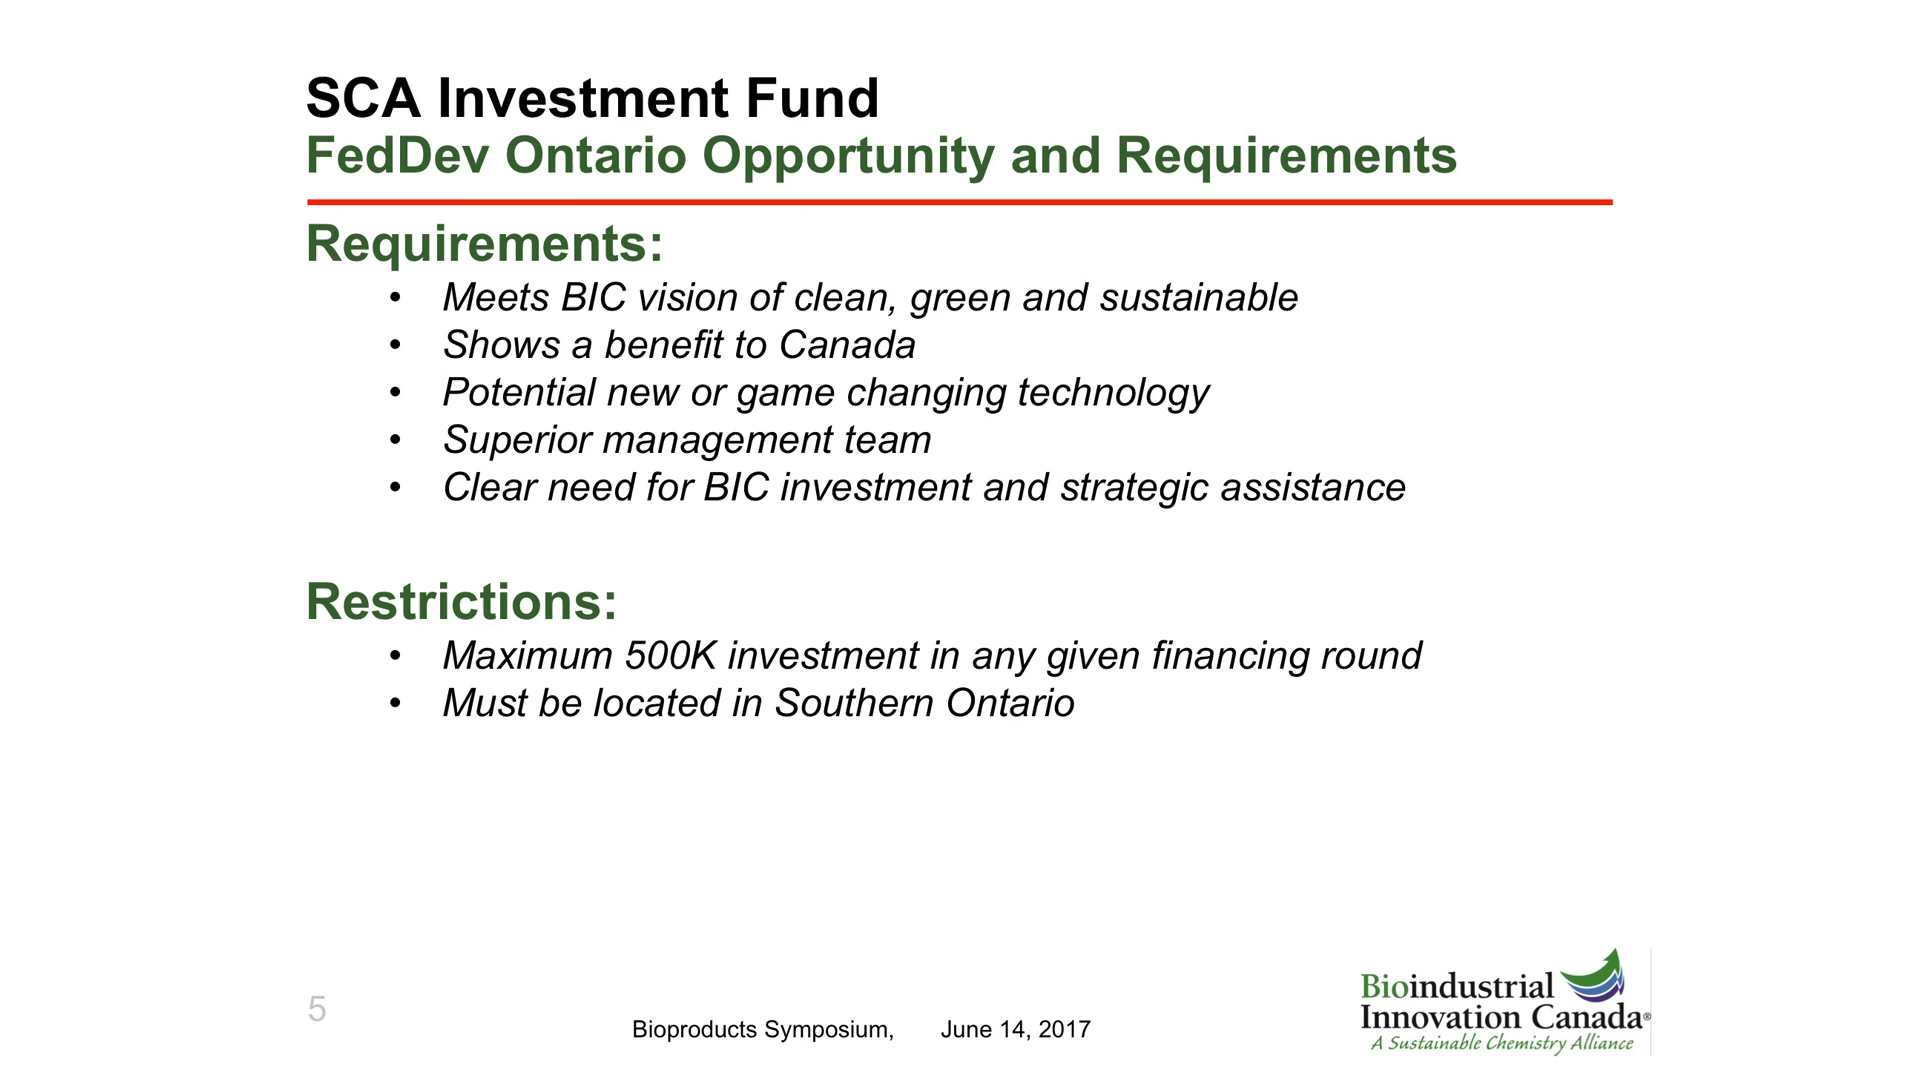 SCA Investment Fund
FedDev Ontario Opportunity and Requirements
Requirements:
• Meets BIC vision of clean, green and sustainable
• Shows a benefit to Canada
• Potential new or game changing technology
• Superior management team
• Clear need for BIC investment and strategic assistance
Restrictions:
• Maximum 500K investment in any given financing round
• Must be located in Southern Ontario
5
Bioproducts Symposium, June 14, 2017
Bioindustrial
Innovation Canada®
A Sustainable Chemistry Alliance